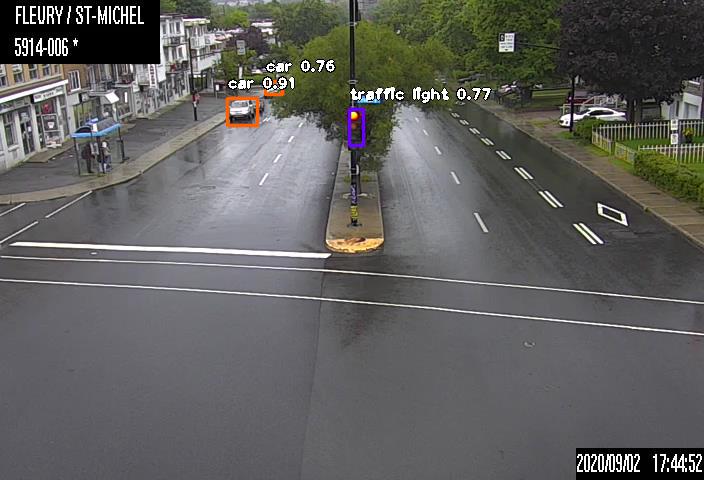 FLEURY / ST-MICHEL
5914-006 *
car 0.76
car 0.91
traffic light 0.77
2020/09/02 17:44:52